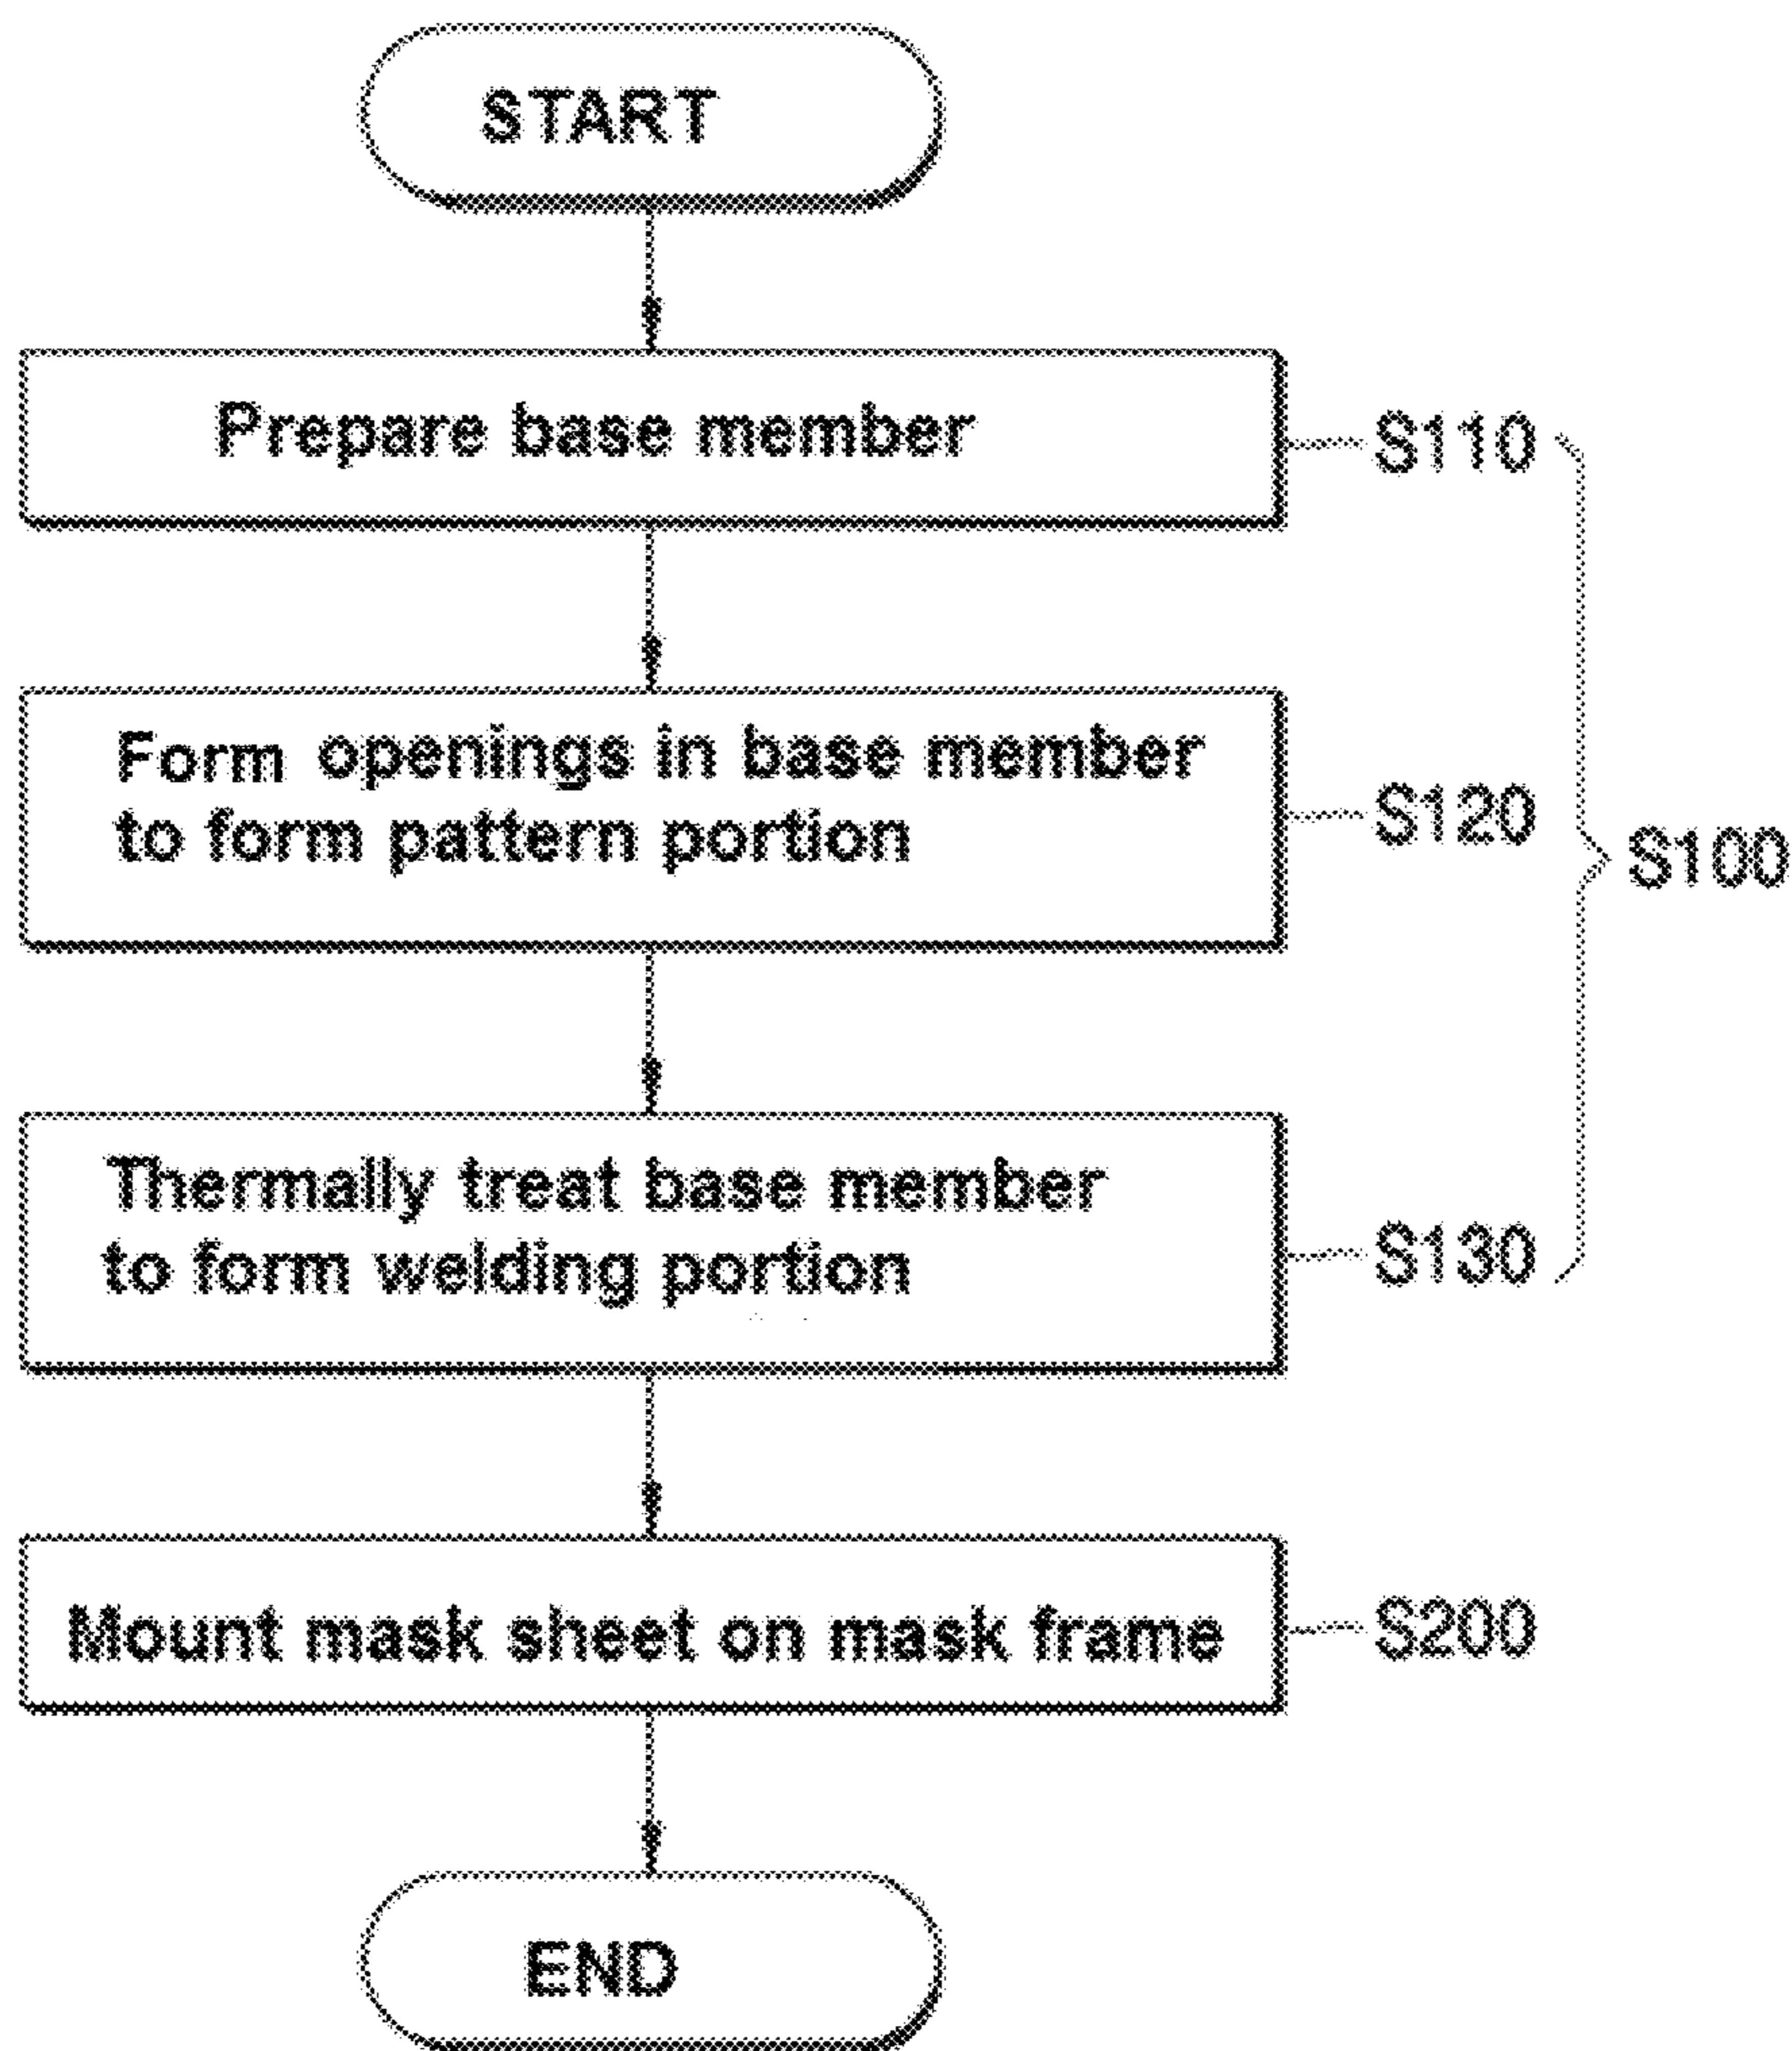 START
Prepare base member
S110
Form openings in base member
to form pattern portion
S120
S100
Thermally treat base member
to form welding portion
S130
Mount mask sheet on mask frame
S200
END